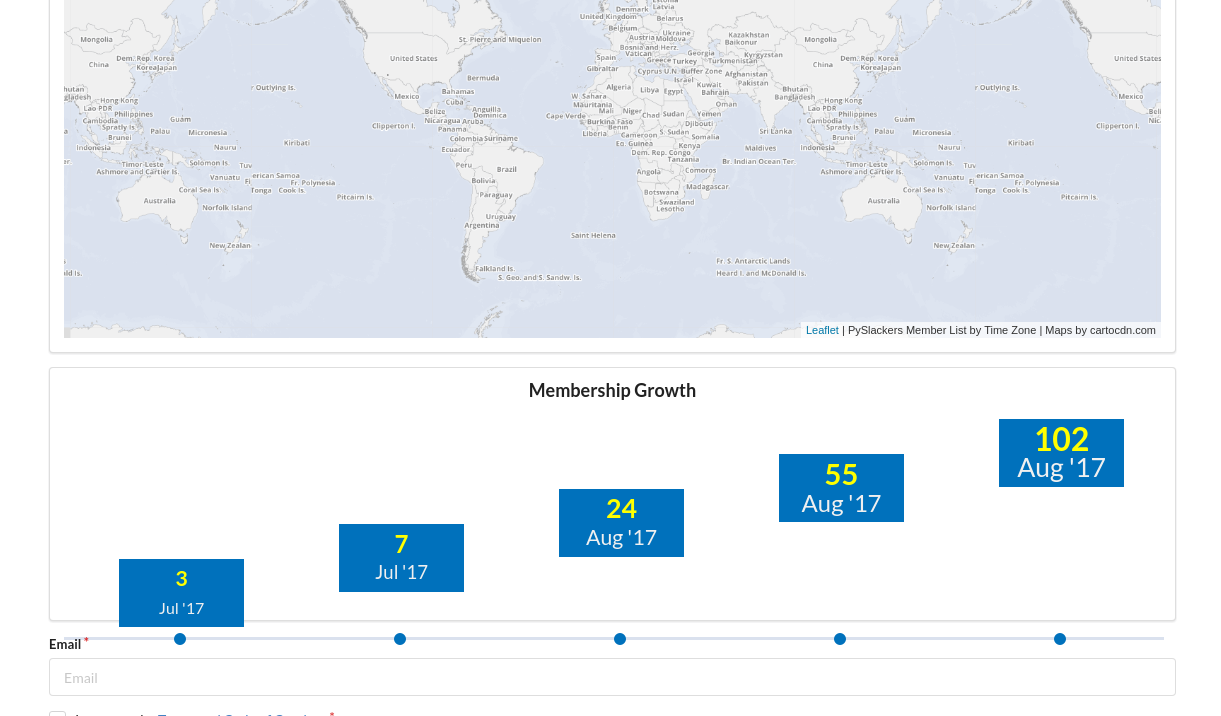 Denmark
Latvia
United Kingdom
Belarus
Belgium
Ukraine
Mongolia
St. Pierre and Miquelon
Austria
Moldova
Kazakhstan
Mongolia
Bosnia and Herz.
Baikonur
China
Dem. Rep. Korea
United States
Spain
Vatican
Georgia
Kyrgyzstan
China
Dem. Rep. Korea
United States
Korea
Japan
Greece
Turkey
Turkmenistan
Korea
Japan
Gibraltar
Cyprus U.N. Buffer Zone
Afghanistan
Bermuda
Israel
Pakistan
r Outlying Is.
Algeria
Libya
Egypt
Kuwait
Bhutan
r Outlying Is.
Mexico
Bahamas
W. Sahara
Bahrain
Bangladesh
Mexico
Hong Kong
Cuba
Anguilla
Mauritania
Oman
Hong Kong
Lao PDR
Philippines
Belize
Dominica
Mali
Niger
Chad
Sudan
Yemen
Lao PDR
Philippines
Cambodia
Guam
Clipperton I.
Nicaragua
Aruba
Cape Verde
Burkina Faso
Djibouti
Cambodia
Guam
Clipperton I.
Spratly Is.
Palau
Micronesia
Panama
Benin
S. Sudan
Somalia
Sri Lanka
Spratly Is.
Palau
Micronesia
Brunei
Colombia
Suriname
Liberia
Cameroon
Brunei
Indonesia
Nauru
Kiribati
Ecuador
Eq. Guinea
Kenya
Maldives
Indonesia
Nauru
Kiribati
Dem. Rep. Congo
Timor-Leste
Solomon Is.
Tuv
Peru
Brazil
Tanzania
Br. Indian Ocean Ter.
Timor-Leste
Solomon Is.
Tuv
Ashmore and Cartier Is.
Vanuatu
erican Samoa
Angola
Comoros
Ashmore and Cartier Is.
Vanuatu
erican Samoa
Coral Sea Is.
Tonga
Cook Is.
Fr. Polynesia
Bolivia
Botswana
Madagascar
Coral Sea Is.
Tonga
Cook Is.
Fr. Polynesia
Australia
Norfolk Island
Pitcairn Is.
Paraguay
Swaziland
Australia
Norfolk Island
Pitcairn Is.
Uruguay
Lesotho
Argentina
New Zealan
Saint Helena
New Zealan
Falkland Is.
Fr. S. Antarctic Lands
S. Geo. and S. Sandw. Is.
Heard I. and McDonald Is.
Leaflet | PySlackers Member List by Time Zone | Maps by cartocdn.com
Membership Growth
102
Aug '17
55
Aug '17
24
Aug '17
7
Jul '17
3
Jul '17
Email *
Email